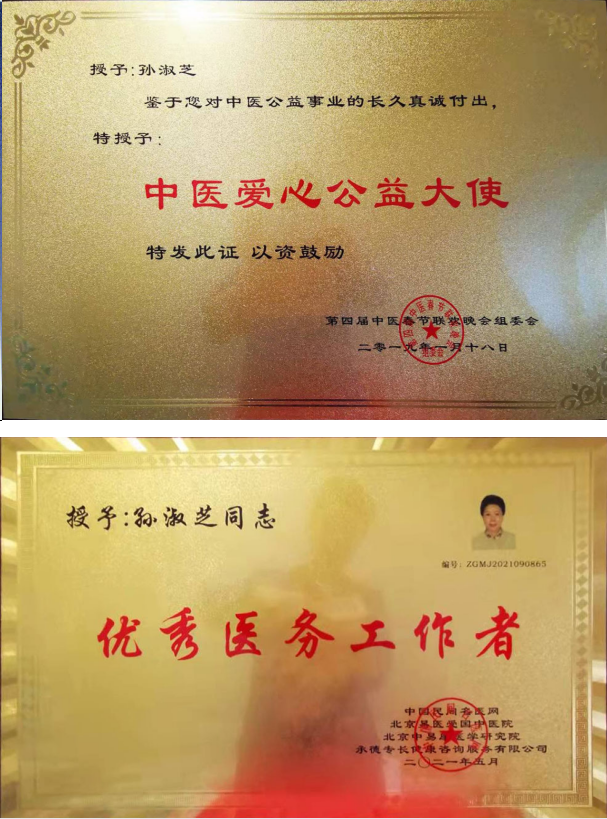 授予:孙淑芝
鉴于您对中医公益事业的长久真诚付出,
特授予:
中医爱心公益大使
特发此证 以资鼓励
第四届中医春节联欢晚会组委会
二零一九年一月十八日
授予:孙淑芝同志
编号: ZGMJ2021090865
优秀医务工作者
中国民间名医网
北京易医爱国中医院
北京中易 医学研究院
永德专长健康咨询服务有限公司
二〇二一年五月